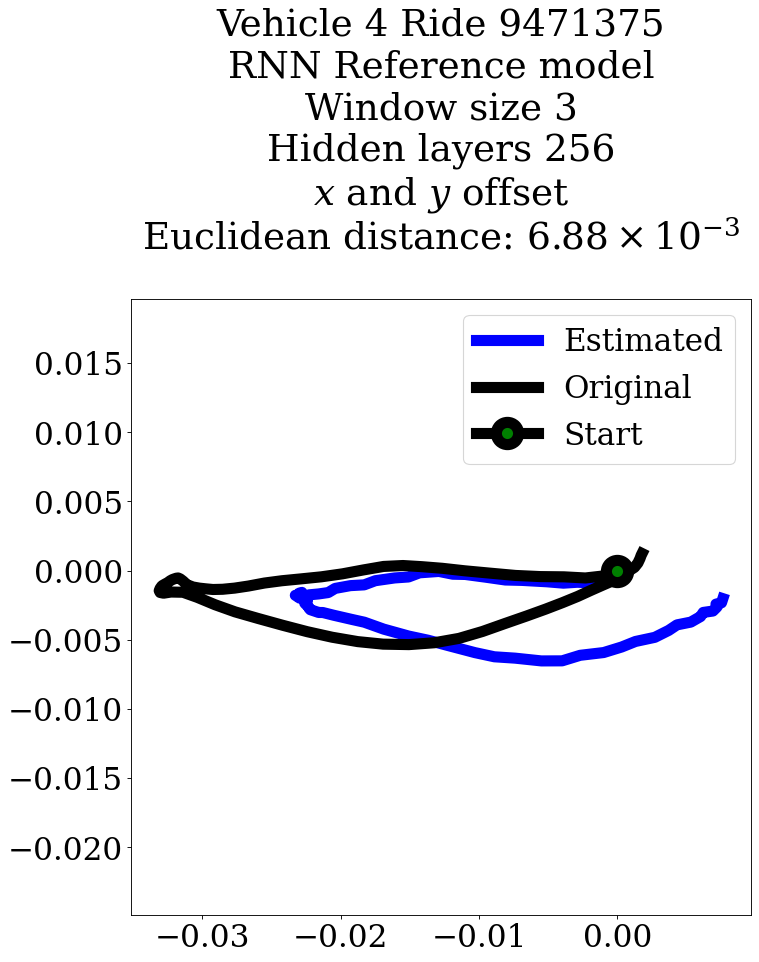 Vehicle 4 Ride 9471375
RNN Reference model
Window size 3
Hidden layers 256
x and y offset
Euclidean distance: 6.88 × 10⁻³
Estimated
Original
Start
0.015
0.010
0.005
0.000
−0.005
−0.010
−0.015
−0.020
−0.03 −0.02 −0.01 0.00